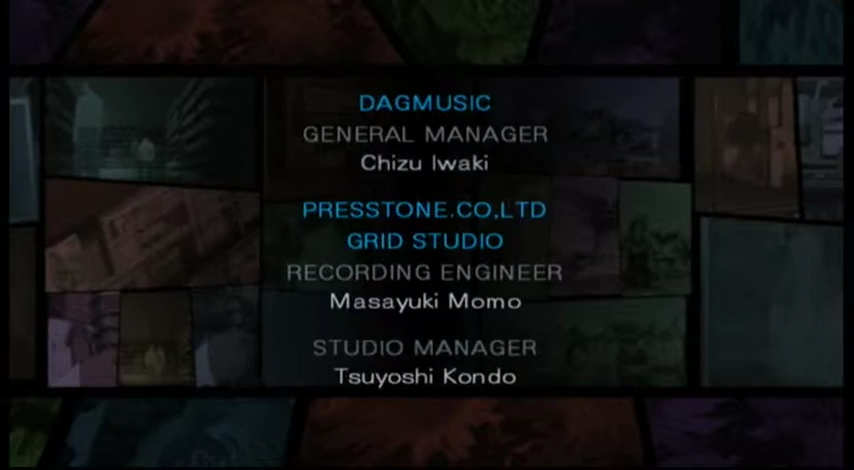 DAGMUSIC
GENERAL MANAGER
Chizu Iwaki
PRESSTONE.CO,LTD
GRID STUDIO
RECORDING ENGINEER
Masayuki Momo
STUDIO MANAGER
Tsuyoshi Kondo